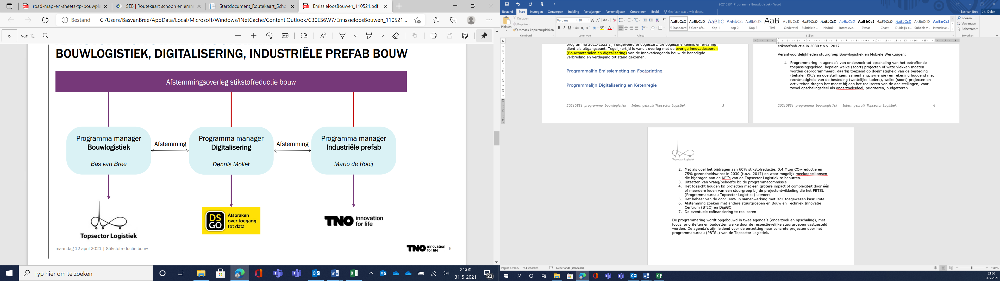 road-map-en-sheets-tp-bouwpla
SEB | Routekaart schoon en emm
Startdocument_Routekaart_Scho
EmissieloosBouwen_110521.pdf
Bestand
C:/Users/BasvanBree/AppData/Local/Microsoft/Windows/INetCache/Content.Outlook/C30ES6W7/EmissieloosBouwen_110521...
6 van 12
BOUWLOGISTIEK, DIGITALISERING, INDUSTRIËLE PREFAB BOUW
Afstemmingsoverleg stikstofreductie bouw
Programma manager
Bouwlogistiek
Bas van Bree
Afstemming
Programma manager
Digitalisering
Dennis Mollet
Afstemming
Programma manager
Industriële prefab
Mario de Rooij
Topsector Logistiek
DS
GO
Afspraken
over toegang
tot data
TNO innovation
for life
maandag 12 april 2021 | Stikstofreductie bouw
TNO innovation
for life
6
Typ hier om te zoeken
21:00
31-5-2021
23
20210531_Programma_Bouwlogistiek - Word
Bas van Bree
Delen
Bestand Start Invoegen Ontwerpen Indeling Verwijzingen Verzendlijsten Controleren Beeld Geef aan wat u wilt doen...
Plakken
Knippen
Kopiëren
Opmaak kopiëren/plakken
Klembord
Verdana 10
Lettertype
Alinea
¶ Standaard ¶ Geen afs... Kop 1 Kop 2 Kop 3 Titel Ondertitel Subtiele b... Nadruk Intensieve... Zwaar Citaat Duidelijk c... Subtiele v... Intensieve...
Stijlen
Zoeken
Vervangen
Selecteren
Bewerken
programma 2021-2023 zijn uitgevoerd of opgestart. De opgedane kennis en ervaring
dient als uitgangspunt. Tegelijkertijd is vanuit overleg met de overige innovatiesporen
(Bouwmaterialen en digitalisering) van de innovatieagenda bouw de benodigde
verbreding en verdieping tot stand gekomen.
Programmalijn Emissiemeting en Footprinting
Programmalijn Digitalisering en Ketenregie
20210531_programma_bouwlogistiek Intern gebruik Topsector Logistiek 3
stikstofreductie in 2030 t.o.v. 2017.
Verantwoordelijkheden stuurgroep Bouwlogistiek en Mobiele Werktuigen:
1. Programmering in agenda's van onderzoek tot opschaling van het betreffende
toepassingsgebied, bepalen welke (soort) projecten of witte vlekken moeten
worden geprogrammeerd, daarbij toeziend op doelmatigheid van de besteding
(behalen KPI's en doelstellingen, samenhang, synergie) en rekening houdend met
rechtmatigheid van de besteding (wettelijke kaders), welke (soort) projecten en
activiteiten dragen het meest bij aan het realiseren van de doelstellingen, voor
zowel opschalingsdeel als onderzoeksdeel, prioriteren, budgetteren
20210531_programma_bouwlogistiek Intern gebruik Topsector Logistiek 4
Topsector Logistiek
2. Met als doel het bijdragen aan 60% stikstofreductie, 0,4 Mton CO₂-reductie en
75% gezondheidswinst in 2030 (t.o.v. 2017) en waar mogelijk meekoppelkansen
die bijdragen aan de KPI's van de Topsector Logistiek te benutten.
3. Uitzetten van vraag/behoefte bij de programmacommissie
4. Het toezicht houden bij projecten met een grotere impact of complexiteit door één
of meerdere leden van een stuurgroep bij de projectontwikkeling die het PBTSL
(Programmabureau Topsector Logistiek) uitvoert
5. Het beheer van de door IenW in samenwerking met BZK toegewezen kasruimte
6. Afstemming zoeken met andere stuurgroepen en Bouw en Techniek Innovatie
Centrum (BTIC) en DigiGO
7. De eventuele cofinanciering te realiseren
De programmering wordt opgebouwd in twee agenda's (onderzoek en opschaling), met
focus, prioriteiten en budgetten welke door de respectievelijke stuurgroepen vastgesteld
worden. De agenda's zijn leidend voor de omzetting naar concrete projecten door het
programmabureau (PBTSL) van de Topsector Logistiek.
Pagina 4 van 5 754 woorden Nederlands (standaard)
100 %
21:00
31-5-2021